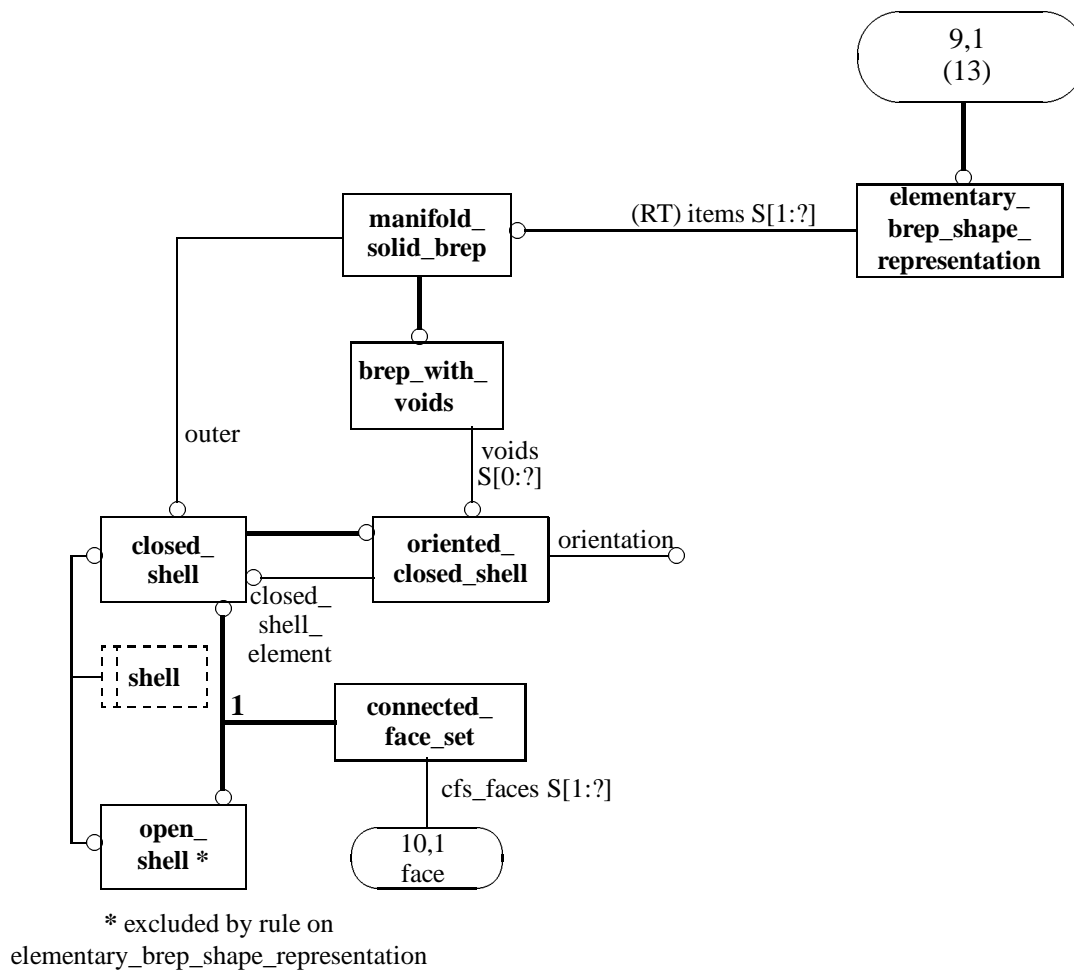 9,1
(13)
elementary_
brep_shape_
representation
(RT) items S[1:?]
manifold_
solid_brep
brep_with_
voids
outer
voids
S[0:?]
closed_
shell
oriented_
closed_shell
orientation
closed_
shell_
element
shell
1
connected_
face_set
cfs_faces S[1:?]
open_
shell *
10,1
face
* excluded by rule on
elementary_brep_shape_representation